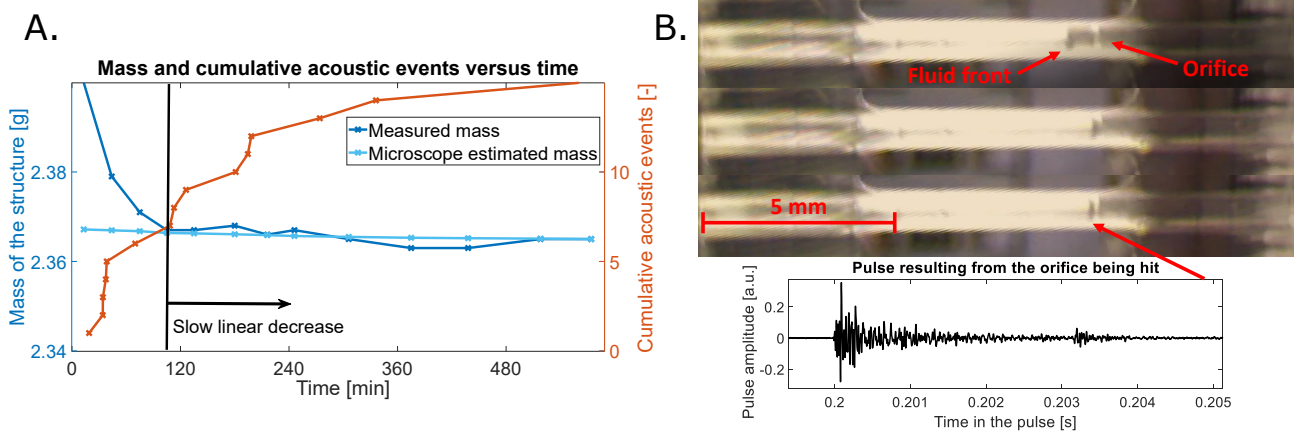 A.
Mass and cumulative acoustic events versus time
Mass of the structure [g]
2.38
2.36
2.34
Measured mass
Microscope estimated mass
Slow linear decrease
10
5
0
Cumulative acoustic events [-]
0 120 240 360 480
Time [min]
B.
Fluid front
Orifice
5 mm
Pulse resulting from the orifice being hit
Pulse amplitude [a.u.]
0.2
0
-0.2
0.2 0.201 0.202 0.203 0.204 0.205
Time in the pulse [s]